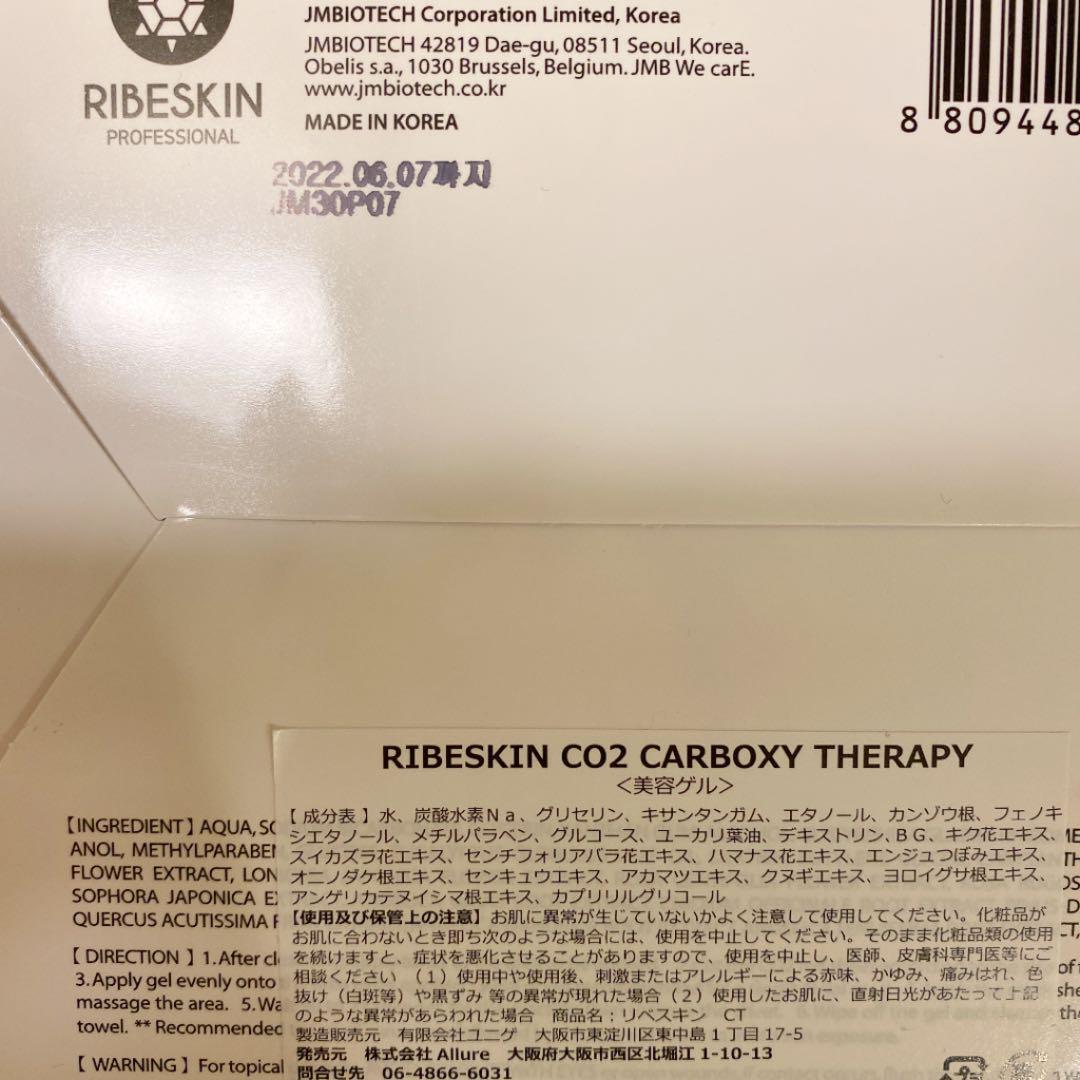 JMBIOTECH Corporation Limited, Korea
JMBIOTECH 42819 Dae-gu, 08511 Seoul, Korea.
Obelis s.a., 1030 Brussels, Belgium. JMB We carE.
www.jmbiotech.co.kr
MADE IN KOREA
RIBESKIN
PROFESSIONAL
8 809448
2022.06.07까지
JM30P07
RIBESKIN CO2 CARBOXY THERAPY
＜美容ゲル＞
【 成分表 】水、炭酸水素Ｎａ、グリセリン、キサンタンガム、エタノール、カンゾウ根、フェノキ
シエタノール、メチルパラベン、グルコース、ユーカリ葉油、デキストリン、ＢＧ、キク花エキス、
スイカズラ花エキス、センチフォリアバラ花エキス、ハマナス花エキス、エンジュつぼみエキス、
オニノダケ根エキス、センキュウエキス、アカマツエキス、クヌギエキス、ヨロイグサ根エキス、
アンゲリカテヌイシマ根エキス、カプリリルグリコール
【使用及び保管上の注意】お肌に異常が生じていないかよく注意して使用してください。化粧品が
お肌に合わないとき即ち次のような場合には、使用を中止してください。そのまま化粧品類の使用
を続けますと、症状を悪化させることがありますので、使用を中止し、医師、皮膚科専門医等にご
相談ください （１）使用中や使用後、刺激またはアレルギーによる赤味、かゆみ、痛みはれ、色
抜け（白斑等）や黒ずみ 等の異常が現れた場合（２）使用したお肌に、直射日光があたって上記
のような異常があらわれた場合 商品名：リベスキン CT
製造販売元 有限会社ユニゲ 大阪市東淀川区東中島１丁目17-5
発売元 株式会社Allure 大阪府大阪市西区北堀江1-10-13
問合せ先 06-4866-6031
【 INGREDIENT 】 AQUA,
ANOL, METHYLPARABEN
FLOWER EXTRACT,
SOPHORA JAPONICA
QUERCUS ACUTISSIMA
【 DIRECTION 】 1. After
3. Apply gel evenly onto
massage the area. 5.
towel. ** Recommended
【 WARNING 】 For topical